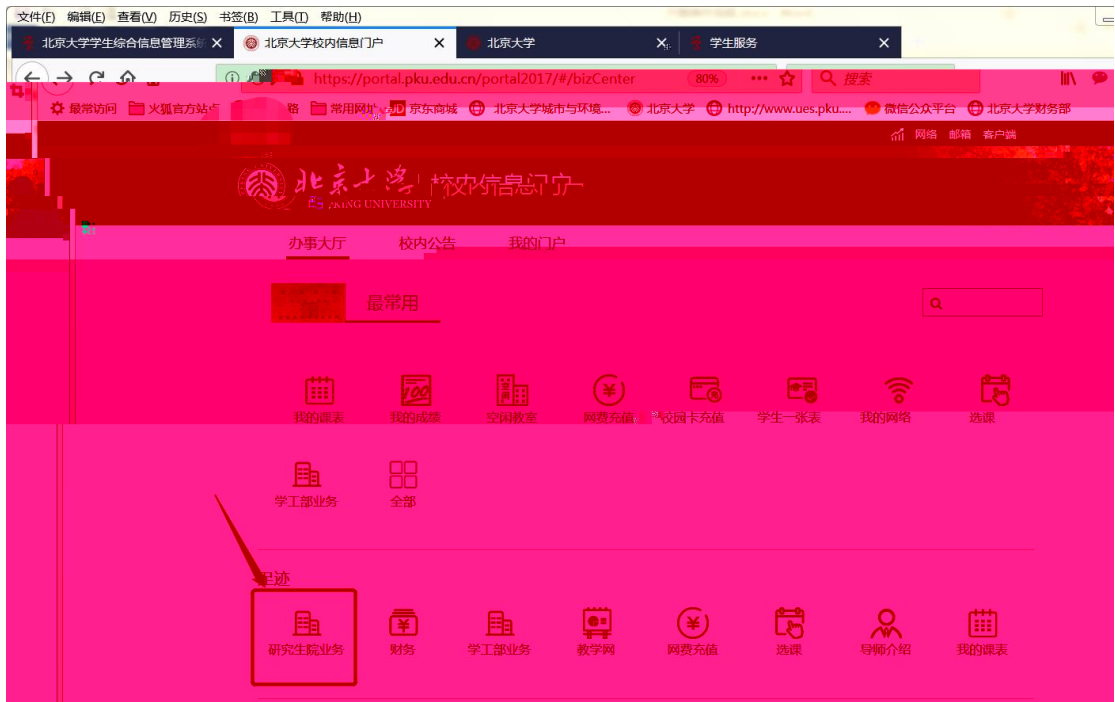 文件(F) 编辑(E) 查看(V) 历史(S) 书签(B) 工具(T) 帮助(H)
北京大学学生综合信息管理系统 北京大学校内信息门户 北京大学 学生服务
https://portal.pku.edu.cn/portal2017/#/bizCenter 80% 搜索
最常访问 火狐官方站点 常用网址 JD 京东商城 北京大学城市与环境... 北京大学 http://www.ues.pku.... 微信公众平台 北京大学财务部
网络 邮箱 客户端
北京大学 校内信息门户
PEKING UNIVERSITY
办事大厅 校内公告 我的门户
最常用
我的课表 我的成绩 空闲教室 网费充值 校园卡充值 学生一张表 我的网络 选课
学工部业务 全部
足迹
研究生院业务 财务 学工部业务 教学网 网费充值 选课 导师介绍 我的课表